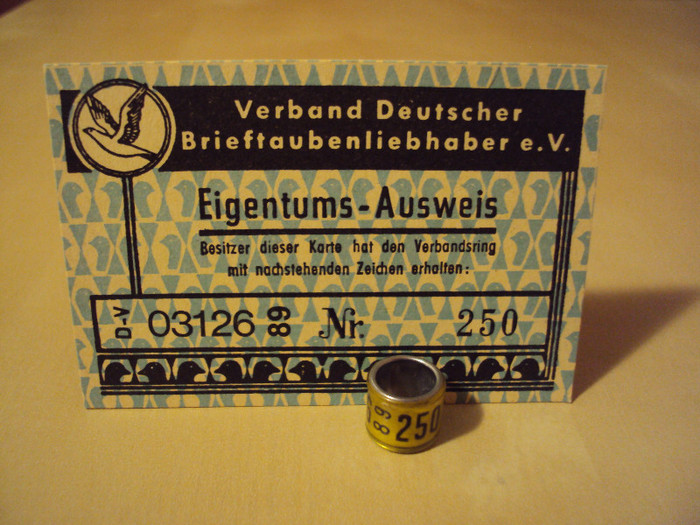 Verband Deutscher
Brieftaubenliebhaber e.V.
Eigentums-Ausweis
Besitzer dieser Karte hat den Verbandsring
mit nachstehenden Zeichen erhalten:
D-V 03126 89 Nr. 250
89 250